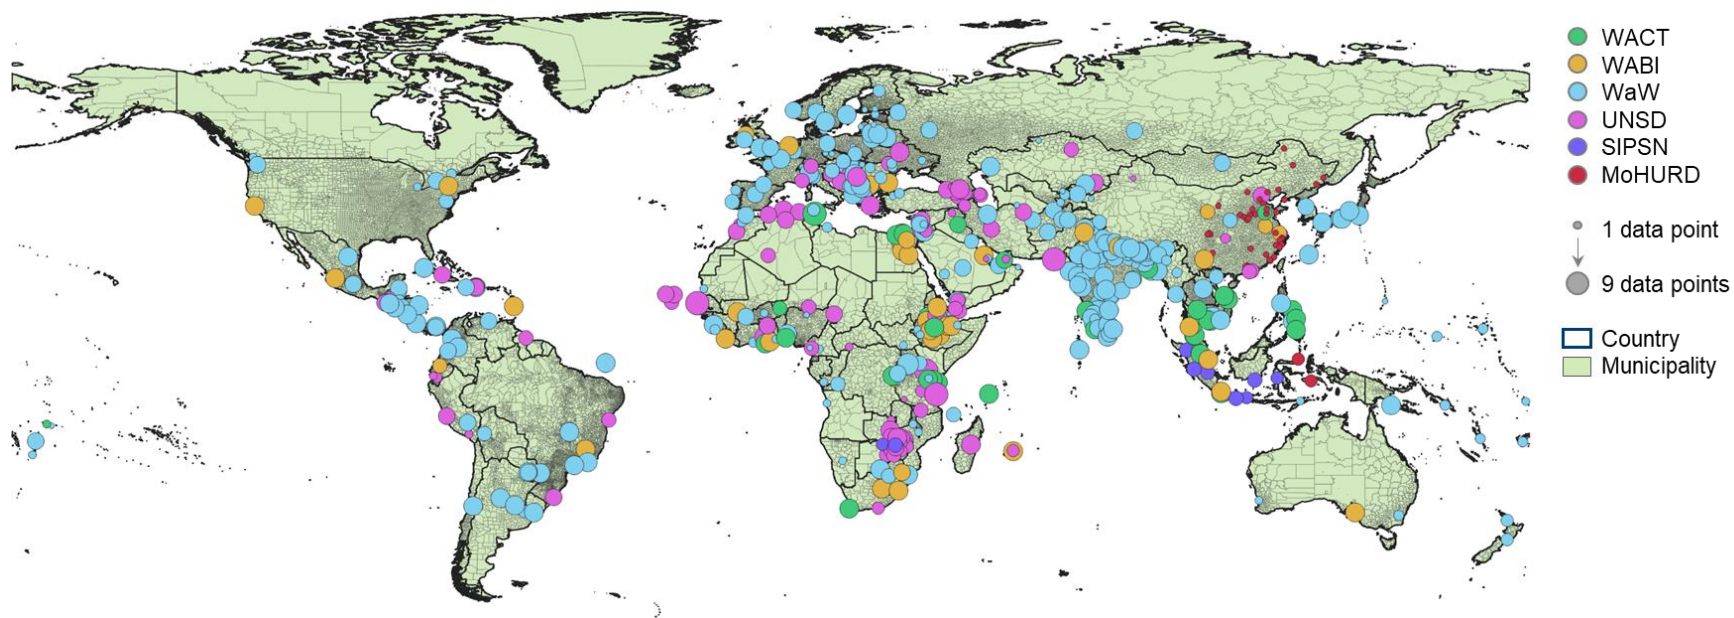 WACT
WABI
WaW
UNSD
SIPSN
MoHURD
1 data point
9 data points
Country
Municipality